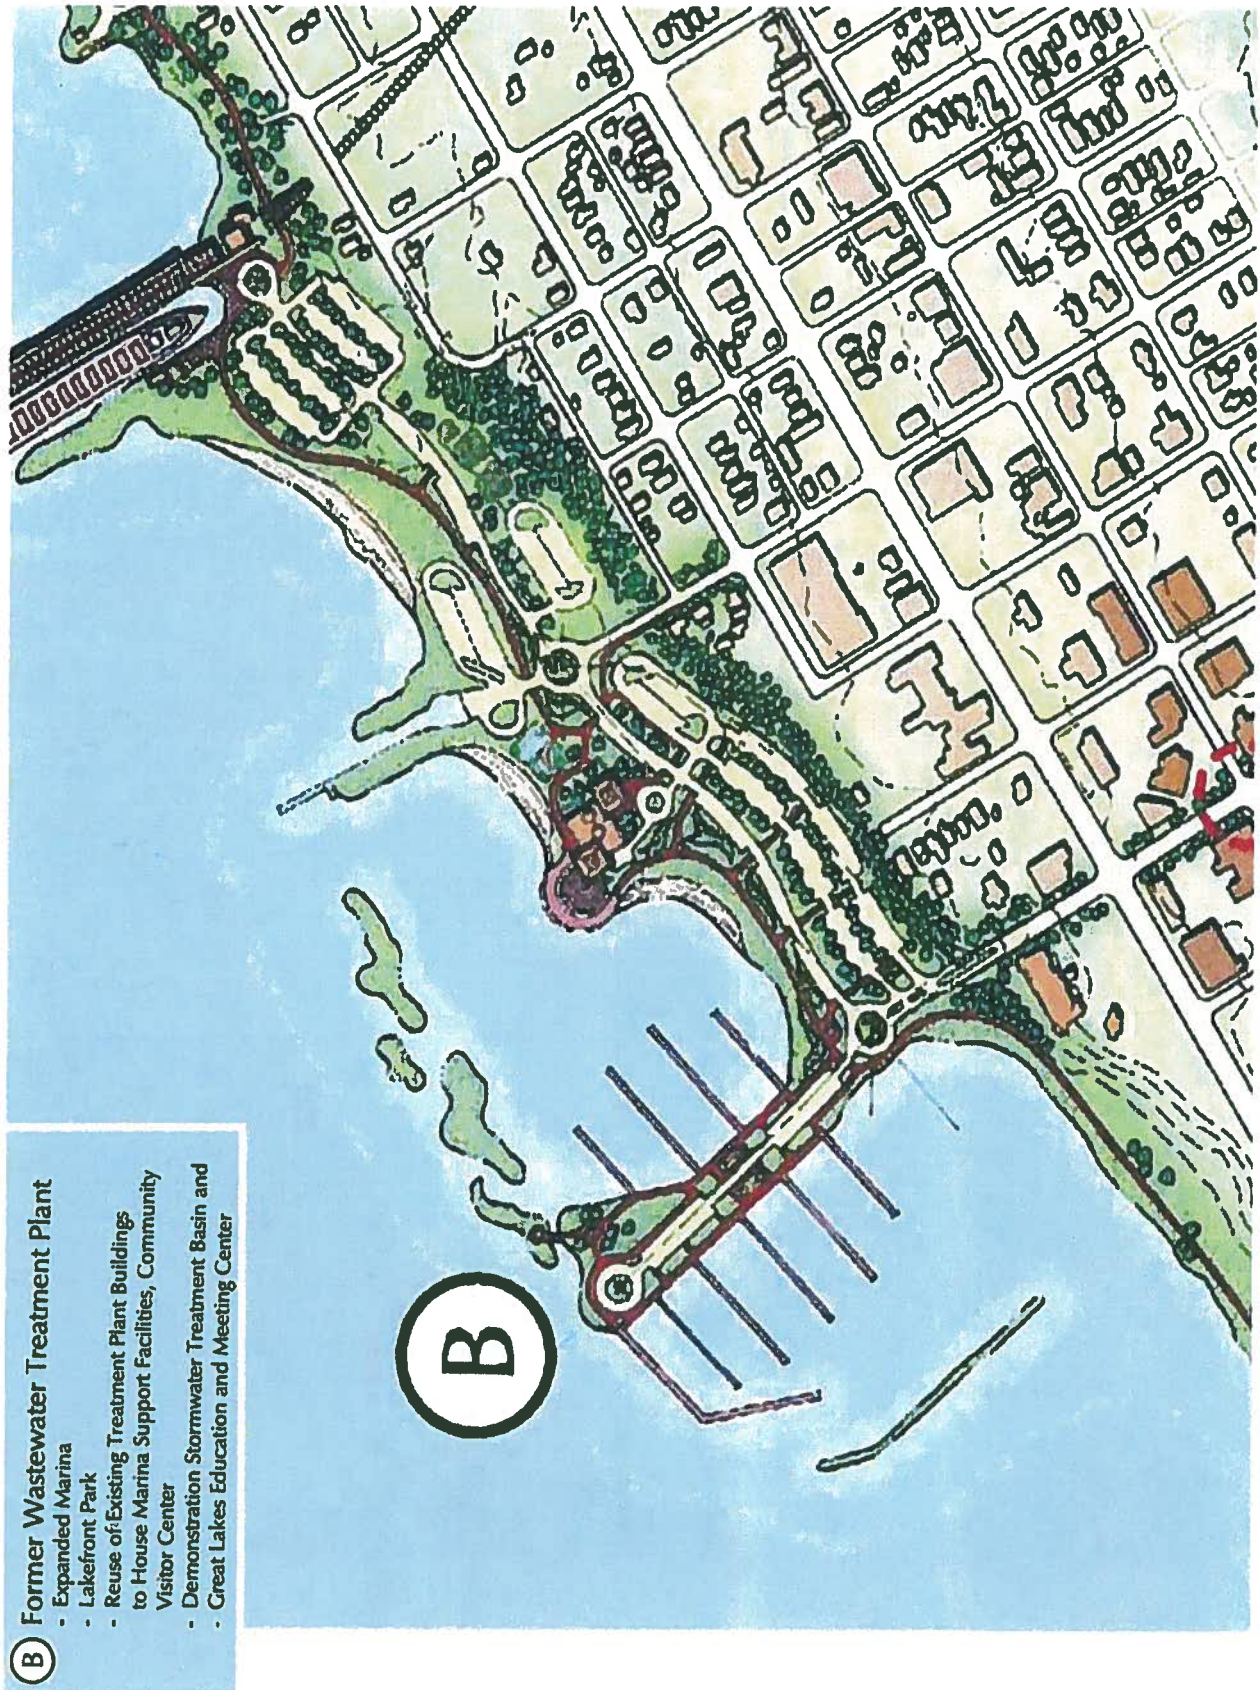 B Former Wastewater Treatment Plant
- Expanded Marina
- Lakefront Park
- Reuse of Existing Treatment Plant Buildings
to House Marina Support Facilities, Community
Visitor Center
- Demonstration Stormwater Treatment Basin and
- Great Lakes Education and Meeting Center
B